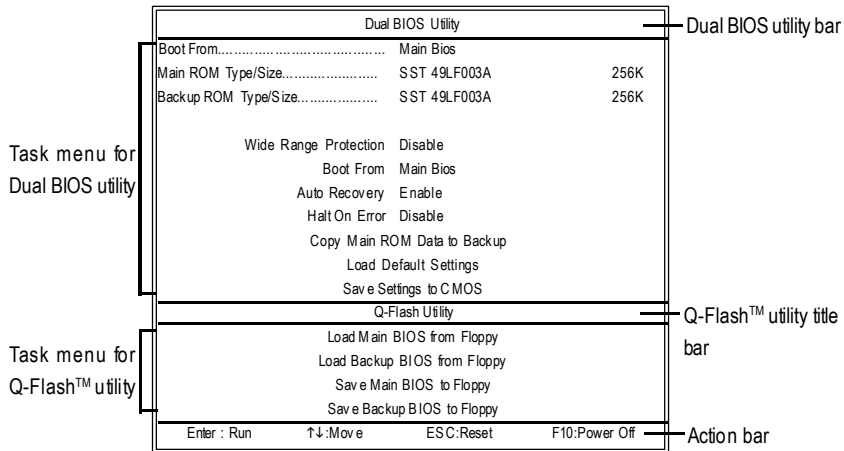 Dual BIOS Utility
Dual BIOS utility bar
Boot From........................................ Main Bios
Main ROM Type/Size....................... SST 49LF003A 256K
Backup ROM Type/Size................... SST 49LF003A 256K
Wide Range Protection Disable
Boot From Main Bios
Auto Recovery Enable
Halt On Error Disable
Copy Main ROM Data to Backup
Load Default Settings
Save Settings to CMOS
Task menu for
Dual BIOS utility
Q-Flash Utility
Q-Flash™ utility title
bar
Load Main BIOS from Floppy
Load Backup BIOS from Floppy
Save Main BIOS to Floppy
Save Backup BIOS to Floppy
Task menu for
Q-Flash™ utility
Enter : Run ↑↓:Move ESC:Reset F10:Power Off
Action bar